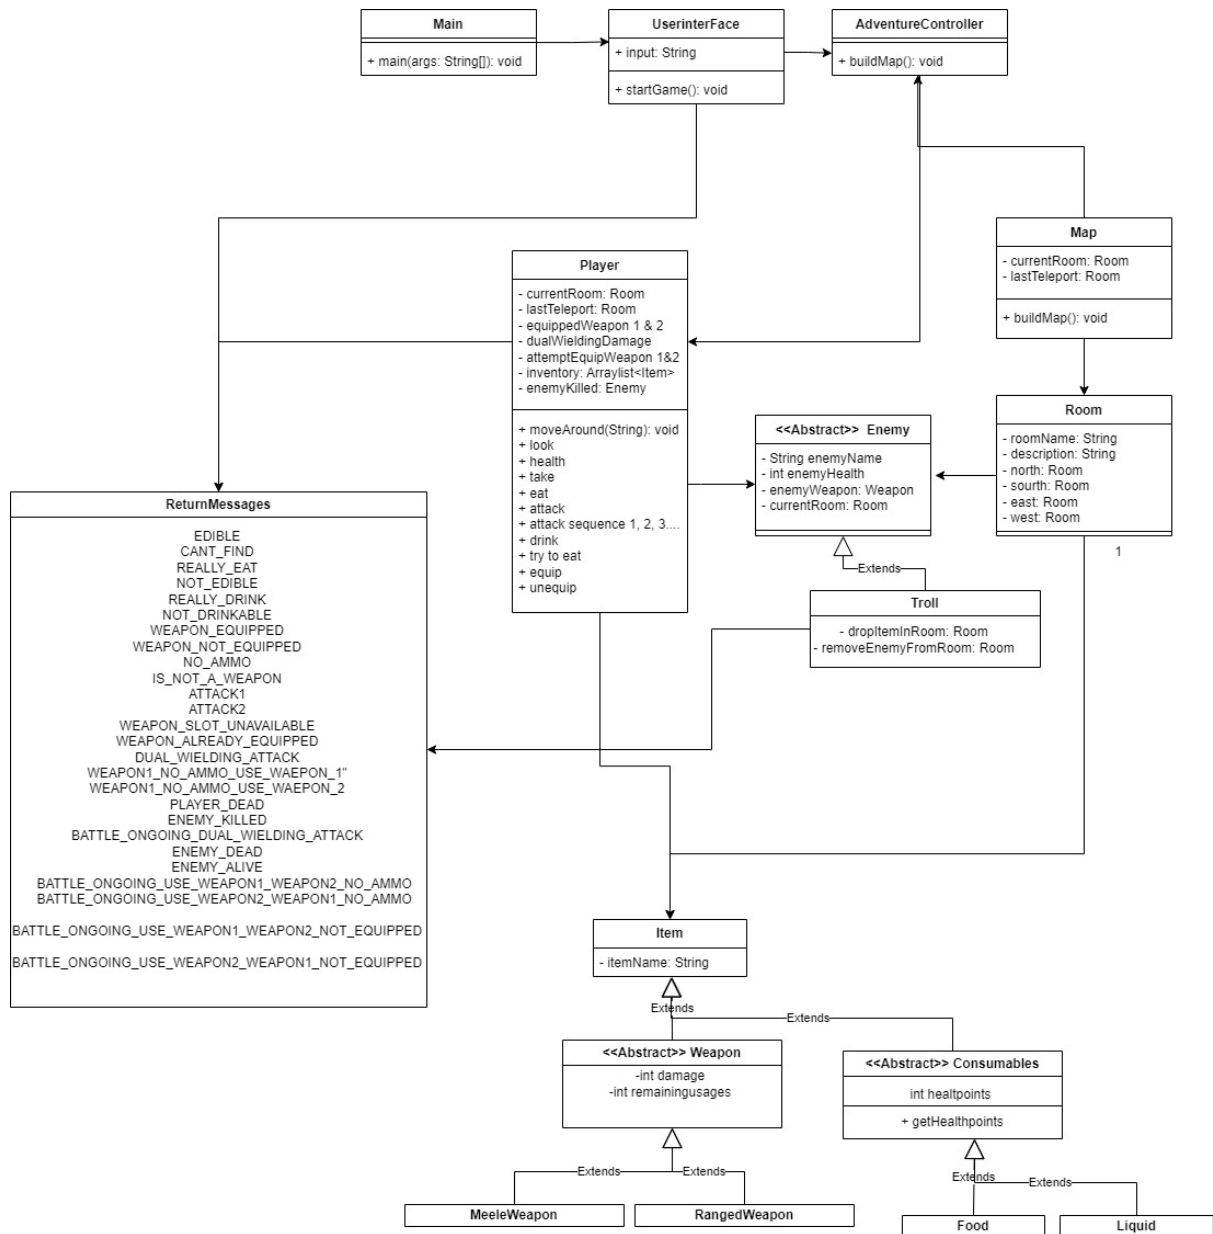 Main
+ main(args: String[]): void
UserinterFace
+ input: String
+ startGame(): void
AdventureController
+ buildMap(): void
Map
- currentRoom: Room
- lastTeleport: Room
+ buildMap(): void
Player
- currentRoom: Room
- lastTeleport: Room
- equippedWeapon 1 & 2
- dualWieldingDamage
- attemptEquipWeapon 1&2
- inventory: Arraylist<Item>
- enemyKilled: Enemy
+ moveAround(String): void
+ look
+ health
+ take
+ eat
+ attack
+ attack sequence 1, 2, 3....
+ drink
+ try to eat
+ equip
+ unequip
<<Abstract>> Enemy
- String enemyName
- int enemyHealth
- enemyWeapon: Weapon
- currentRoom: Room
Room
- roomName: String
- description: String
- north: Room
- sourth: Room
- east: Room
- west: Room
1
Extends
Troll
- dropItemInRoom: Room
- removeEnemyFromRoom: Room
ReturnMessages
EDIBLE
CANT_FIND
REALLY_EAT
NOT_EDIBLE
REALLY_DRINK
NOT_DRINKABLE
WEAPON_EQUIPPED
WEAPON_NOT_EQUIPPED
NO_AMMO
IS_NOT_A_WEAPON
ATTACK1
ATTACK2
WEAPON_SLOT_UNAVAILABLE
WEAPON_ALREADY_EQUIPPED
DUAL_WIELDING_ATTACK
WEAPON1_NO_AMMO_USE_WAEPON_1"
WEAPON1_NO_AMMO_USE_WAEPON_2
PLAYER_DEAD
ENEMY_KILLED
BATTLE_ONGOING_DUAL_WIELDING_ATTACK
ENEMY_DEAD
ENEMY_ALIVE
BATTLE_ONGOING_USE_WEAPON1_WEAPON2_NO_AMMO
BATTLE_ONGOING_USE_WEAPON2_WEAPON1_NO_AMMO
BATTLE_ONGOING_USE_WEAPON1_WEAPON2_NOT_EQUIPPED
BATTLE_ONGOING_USE_WEAPON2_WEAPON1_NOT_EQUIPPED
Item
- itemName: String
Extends
Extends
<<Abstract>> Weapon
-int damage
-int remainingusages
<<Abstract>> Consumables
int healtpoints
+ getHealthpoints
Extends
Extends
Extends
Extends
MeeleWeapon
RangedWeapon
Food
Liquid